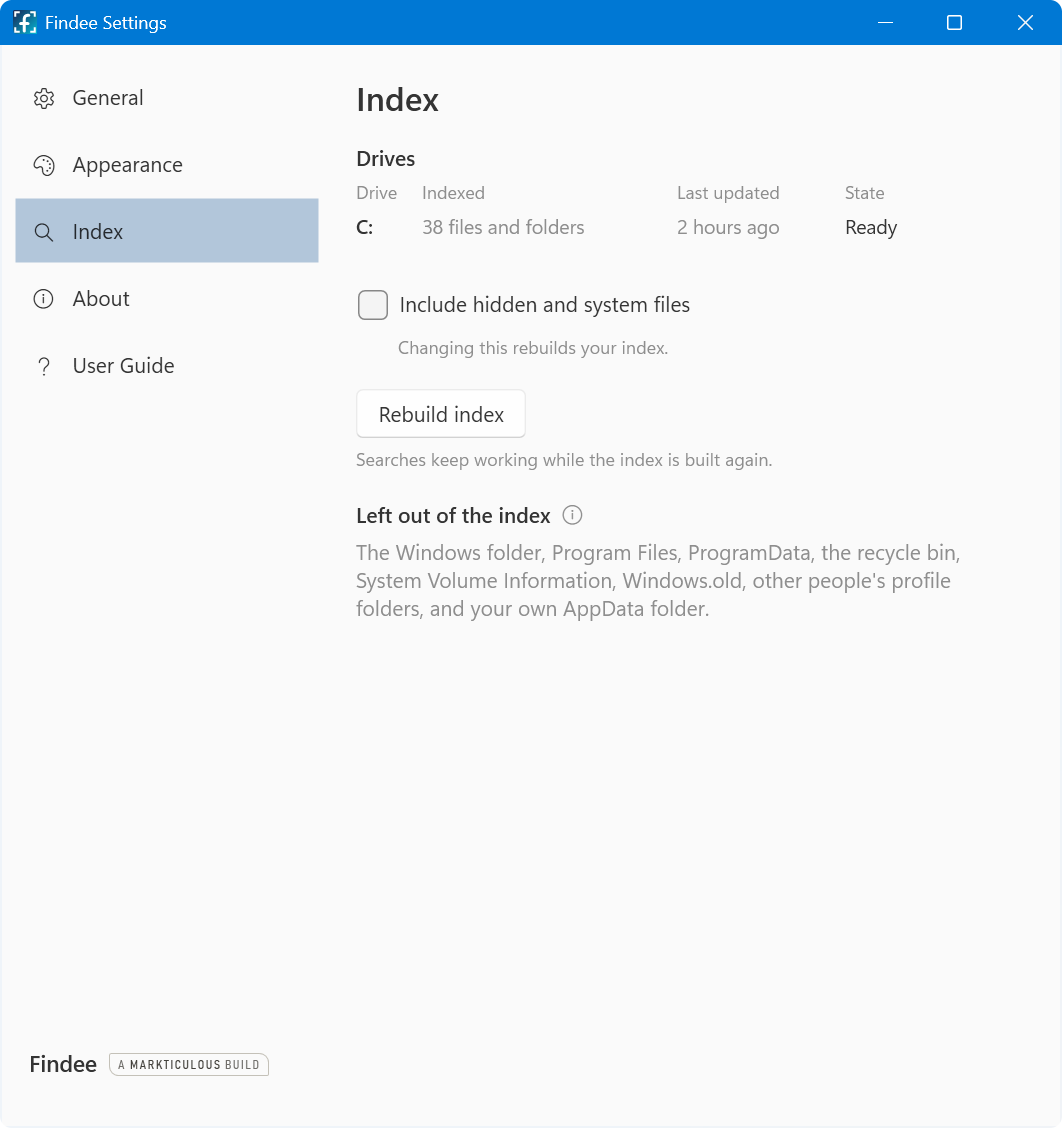 Findee Settings
General
Appearance
Index
About
User Guide
Index
Drives
Drive Indexed Last updated State
C: 38 files and folders 2 hours ago Ready
Include hidden and system files
Changing this rebuilds your index.
Rebuild index
Searches keep working while the index is built again.
Left out of the index
The Windows folder, Program Files, ProgramData, the recycle bin,
System Volume Information, Windows.old, other people's profile
folders, and your own AppData folder.
Findee A MARKTICULOUS BUILD